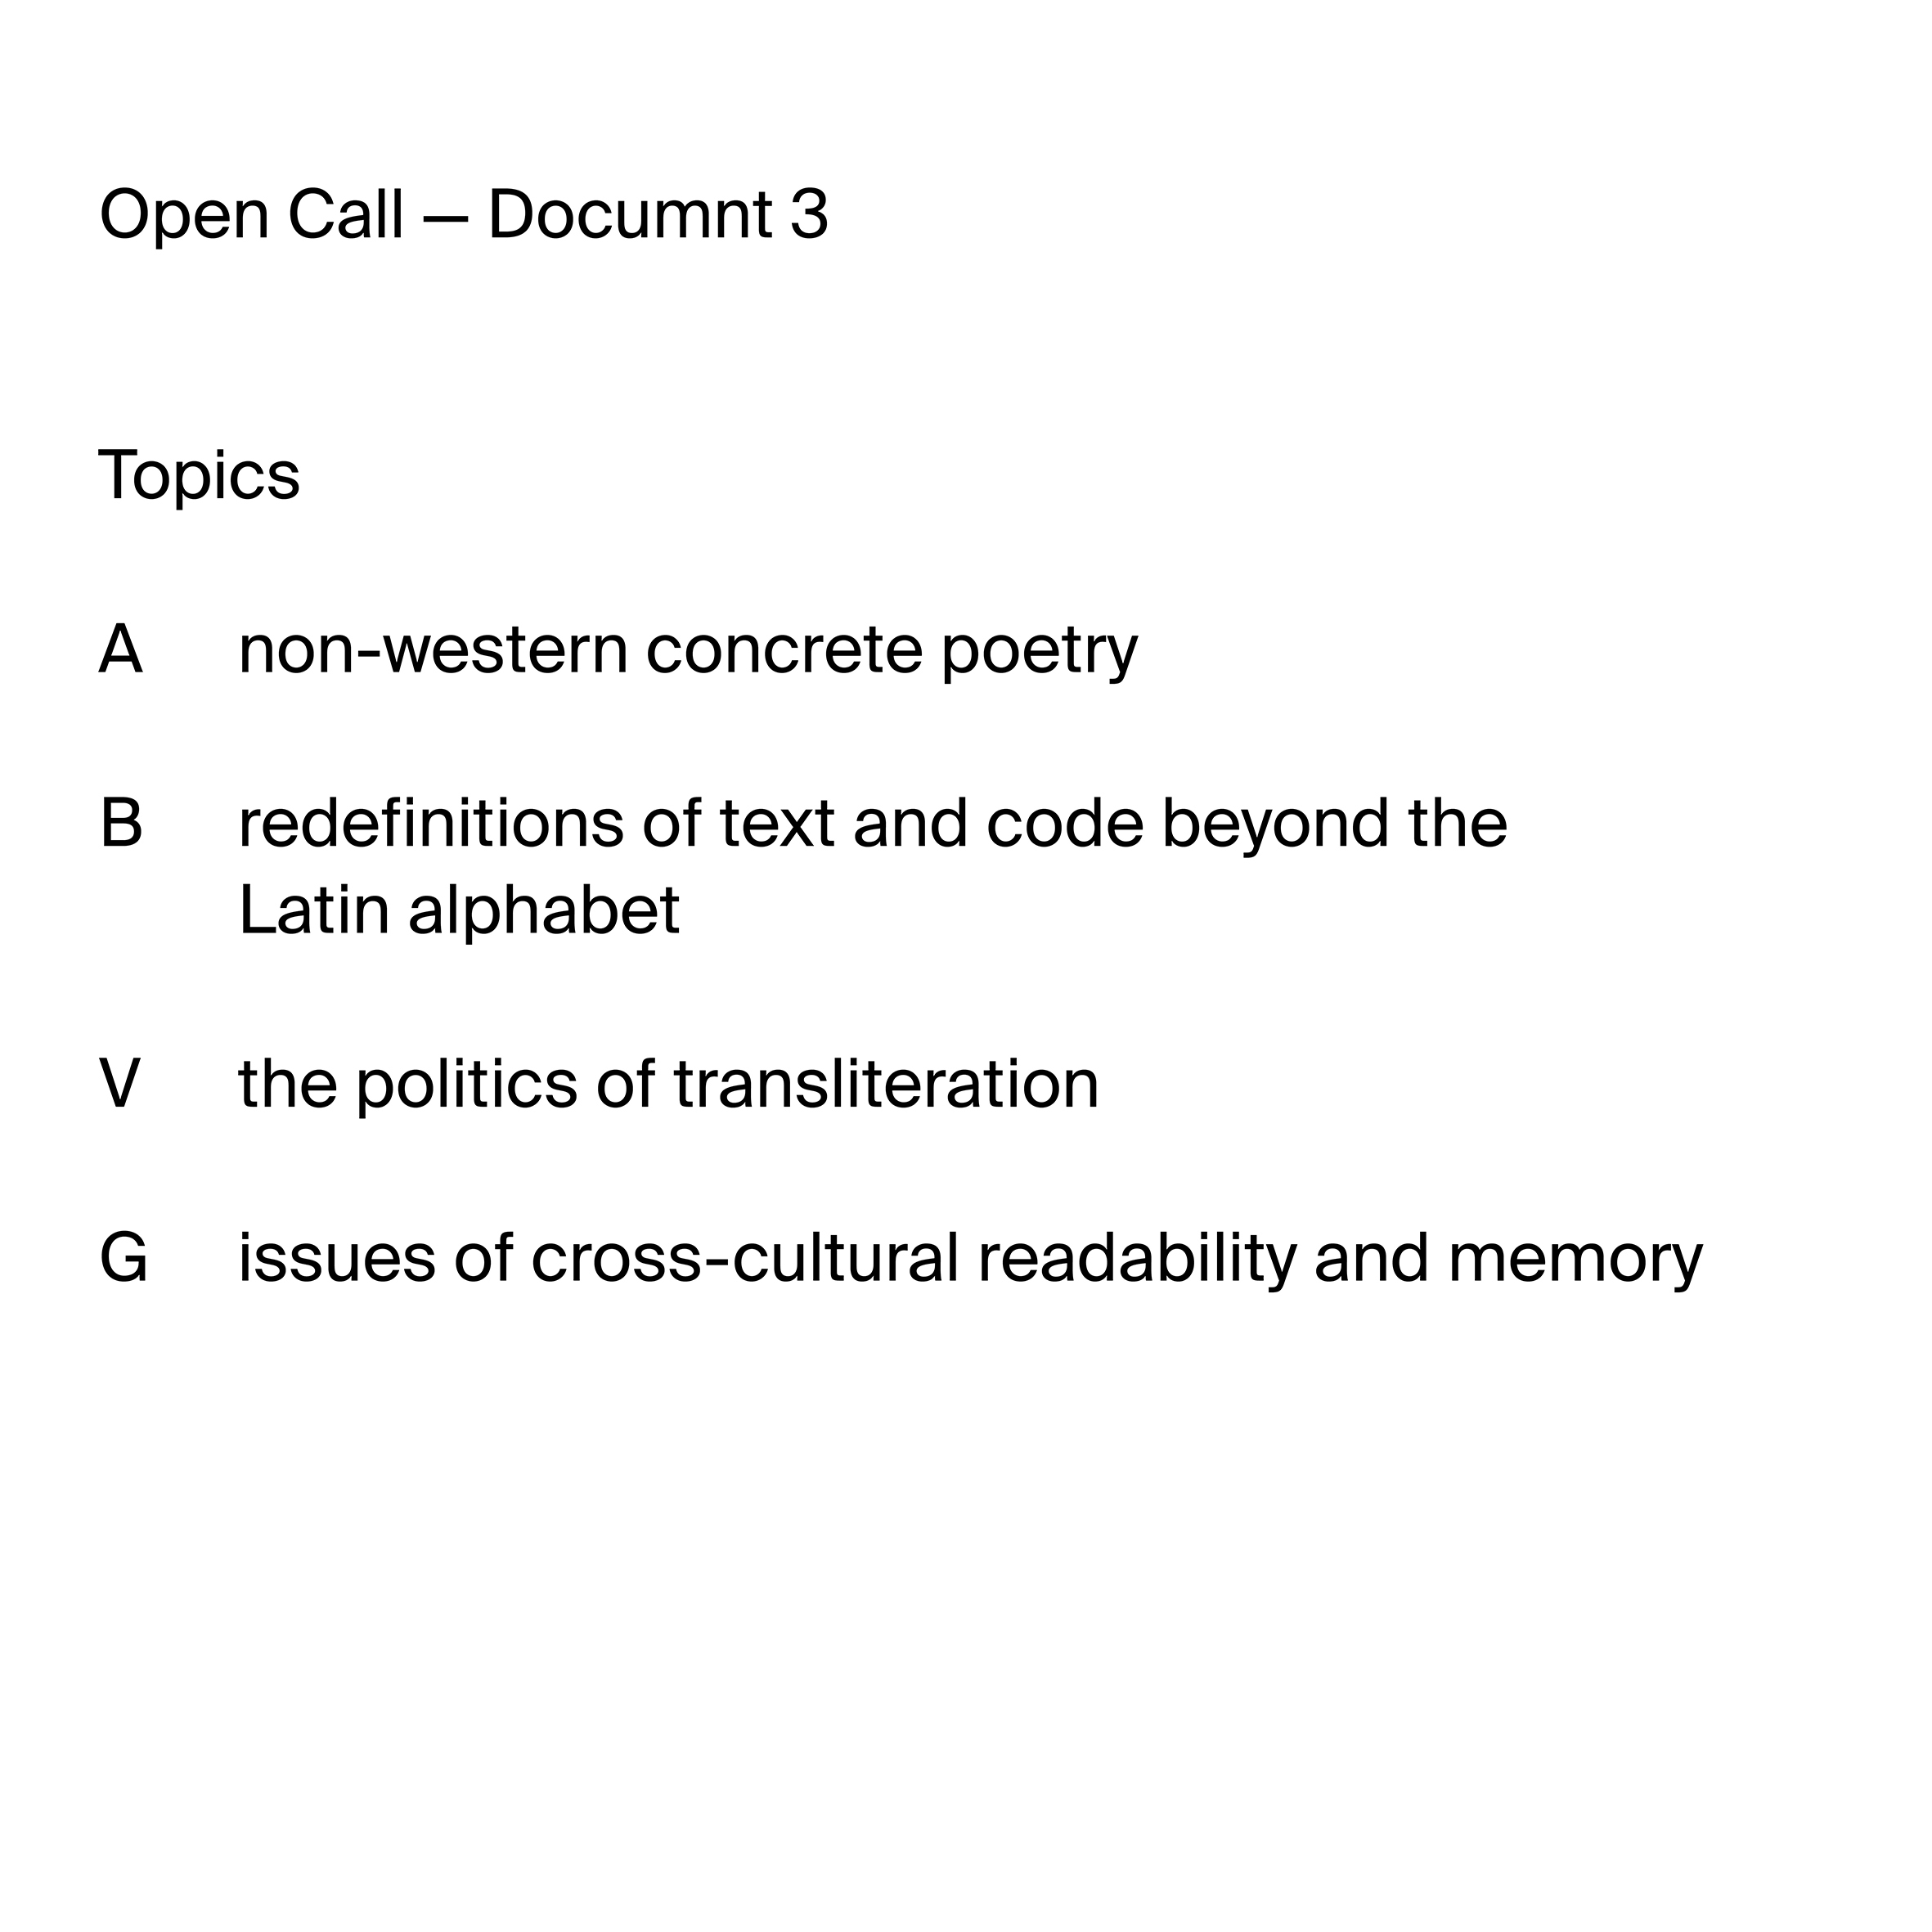 Open Call — Documnt 3
Topics
A non-western concrete poetry
B redefinitions of text and code beyond the
Latin alphabet
V the politics of transliteration
G issues of cross-cultural readability and memory